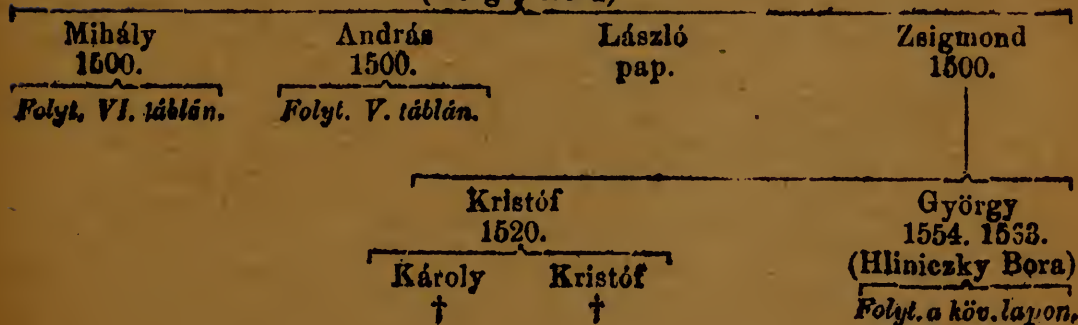 Mihály András László Zsigmond
1500. 1500. pap. 1500.
Folyt. VI. táblán. Folyt. V. táblán.
Kristóf György
1520. 1554. 1563.
(Hliniczky Bora)
Károly Kristóf
† † Folyt. a köv. lapon.